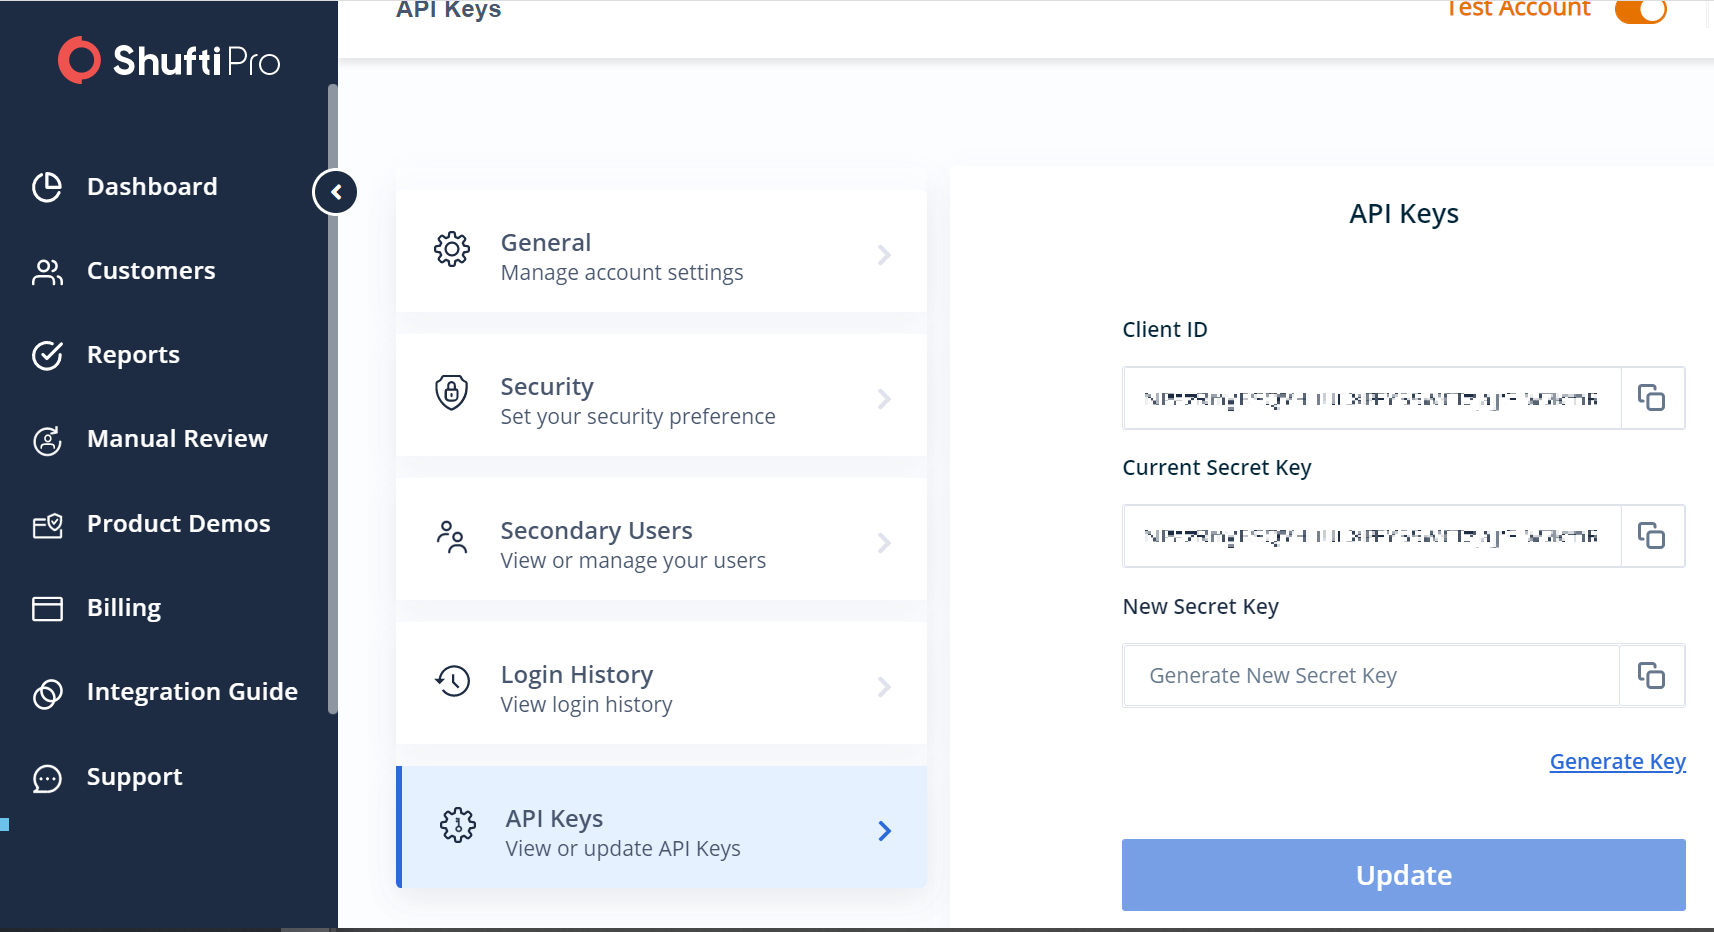 API Keys
Test Account
Shufti Pro
Dashboard
Customers
Reports
Manual Review
Product Demos
Billing
Integration Guide
Support
General
Manage account settings
Security
Set your security preference
Secondary Users
View or manage your users
Login History
View login history
API Keys
View or update API Keys
API Keys
Client ID
Current Secret Key
New Secret Key
Generate New Secret Key
Generate Key
Update